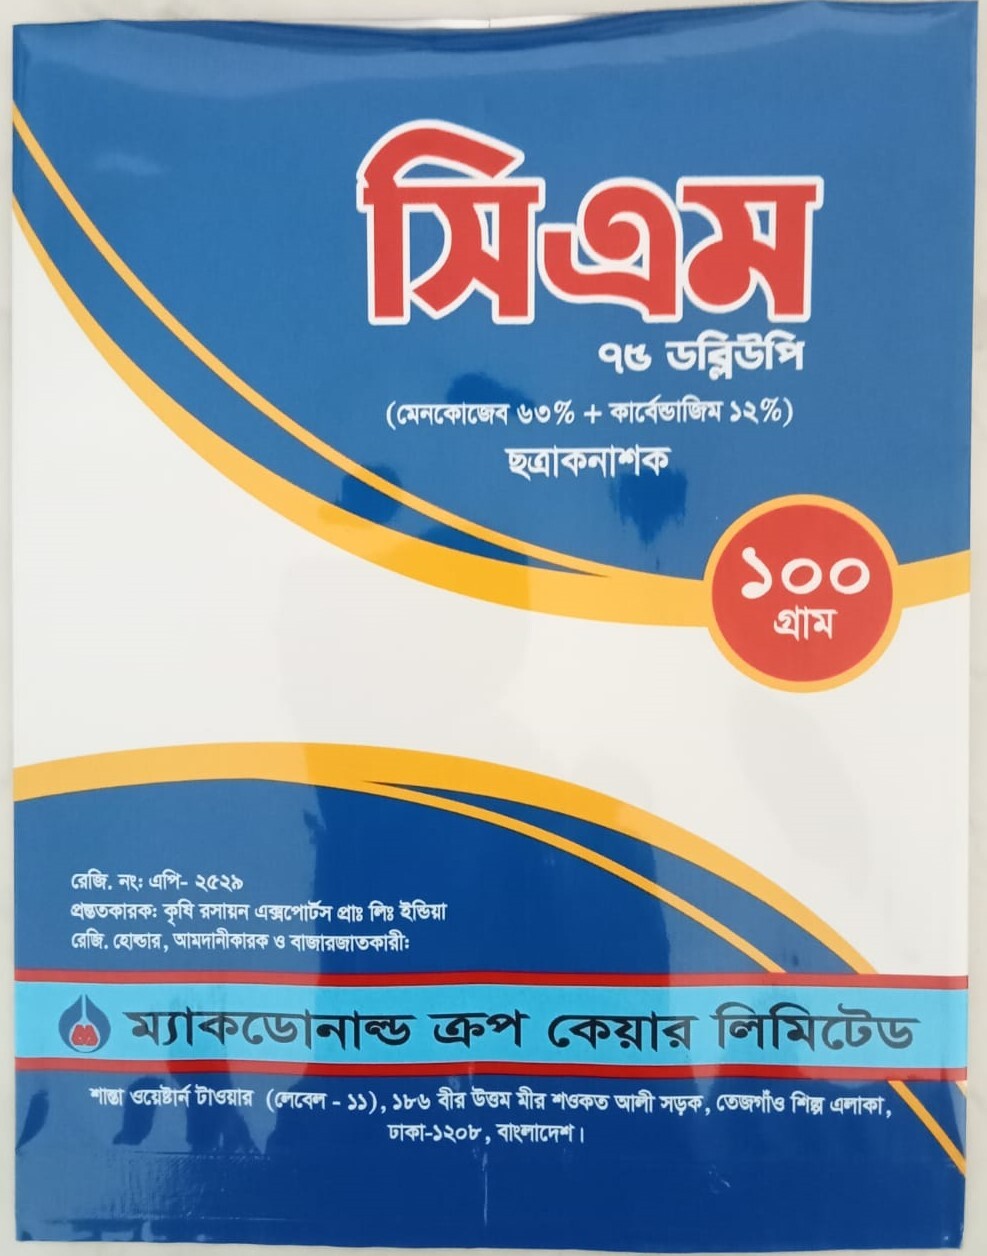 সিএম
৭৫ ডব্লিউপি
(মেনকোজেব ৬৩% + কার্বেন্ডাজিম ১২%)
ছত্রাকনাশক
১০০
গ্রাম
রেজি. নং: এপি- ২৫২৯
প্রস্তুতকারক: কৃষি রসায়ন এক্সপোর্টস প্রাঃ লিঃ ইন্ডিয়া
রেজি. হোল্ডার, আমদানীকারক ও বাজারজাতকারী:
ম্যাকডোনাল্ড ক্রপ কেয়ার লিমিটেড
শান্তা ওয়েষ্টার্ন টাওয়ার (লেবেল - ১১), ১৮৬ বীর উত্তম মীর শওকত আলী সড়ক, তেজগাঁও শিল্প এলাকা,
ঢাকা-১২০৮, বাংলাদেশ।